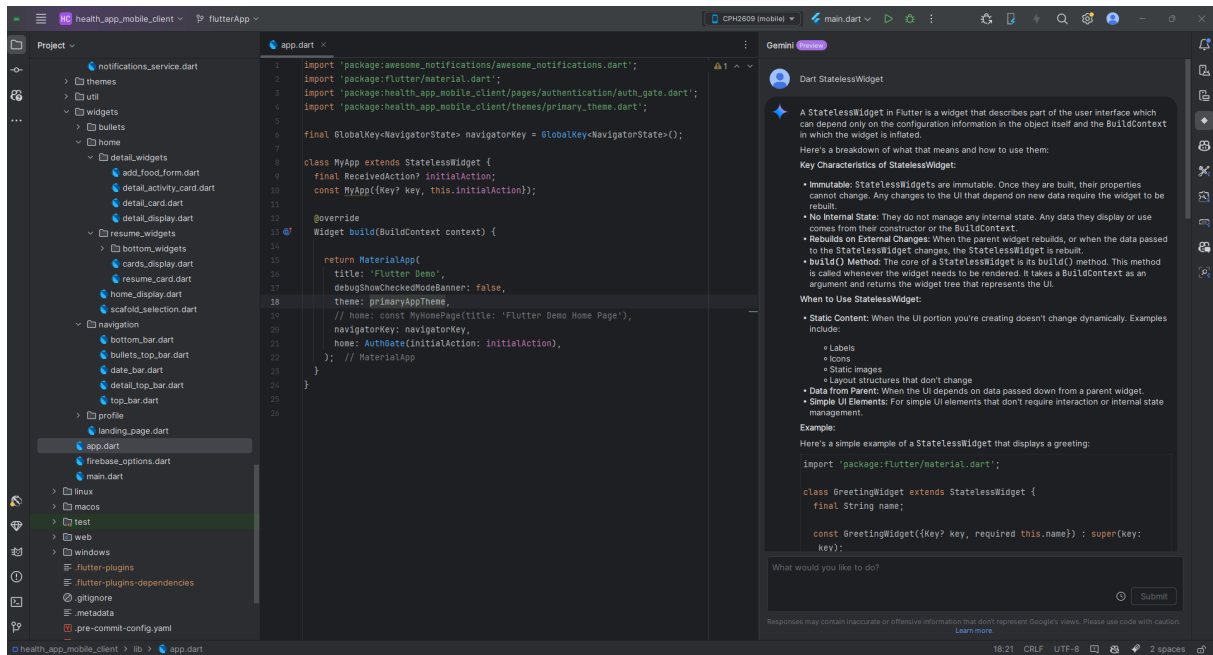 HC health_app_mobile_client
flutterApp
CPH2609 (mobile)
main.dart
Project
notifications_service.dart
themes
util
widgets
bullets
home
detail_widgets
add_food_form.dart
detail_activity_card.dart
detail_card.dart
detail_display.dart
resume_widgets
bottom_widgets
cards_display.dart
resume_card.dart
home_display.dart
scafold_selection.dart
navigation
bottom_bar.dart
bullets_top_bar.dart
date_bar.dart
detail_top_bar.dart
top_bar.dart
profile
landing_page.dart
app.dart
firebase_options.dart
main.dart
linux
macos
test
web
windows
.flutter-plugins
.flutter-plugins-dependencies
.gitignore
.metadata
.pre-commit-config.yaml
app.dart
1
1 import 'package:awesome_notifications/awesome_notifications.dart';
2 import 'package:flutter/material.dart';
3 import 'package:health_app_mobile_client/pages/authentication/auth_gate.dart';
4 import 'package:health_app_mobile_client/themes/primary_theme.dart';
5
6 final GlobalKey<NavigatorState> navigatorKey = GlobalKey<NavigatorState>();
7
8 class MyApp extends StatelessWidget {
9 final ReceivedAction? initialAction;
10 const MyApp({Key? key, this.initialAction});
11
12 @override
13 Widget build(BuildContext context) {
14
15 return MaterialApp(
16 title: 'Flutter Demo',
17 debugShowCheckedModeBanner: false,
18 theme: primaryAppTheme,
19 // home: const MyHomePage(title: 'Flutter Demo Home Page'),
20 navigatorKey: navigatorKey,
21 home: AuthGate(initialAction: initialAction),
22 ); // MaterialApp
23 }
24 }
25
26
Gemini Preview
Dart StatelessWidget
A StatelessWidget in Flutter is a widget that describes part of the user interface which
can depend only on the configuration information in the object itself and the BuildContext
in which the widget is inflated.
Here's a breakdown of what that means and how to use them:
Key Characteristics of StatelessWidget:
• Immutable: StatelessWidgets are immutable. Once they are built, their properties
cannot change. Any changes to the UI that depend on new data require the widget to be
rebuilt.
• No Internal State: They do not manage any internal state. Any data they display or use
comes from their constructor or the BuildContext.
• Rebuilds on External Changes: When the parent widget rebuilds, or when the data passed
to the StatelessWidget changes, the StatelessWidget is rebuilt.
• build() Method: The core of a StatelessWidget is its build() method. This method
is called whenever the widget needs to be rendered. It takes a BuildContext as an
argument and returns the widget tree that represents the UI.
When to Use StatelessWidget:
• Static Content: When the UI portion you're creating doesn't change dynamically. Examples
include:
Labels
Icons
Static images
Layout structures that don't change
• Data from Parent: When the UI depends on data passed down from a parent widget.
• Simple UI Elements: For simple UI elements that don't require interaction or internal state
management.
Example:
Here's a simple example of a StatelessWidget that displays a greeting:
import 'package:flutter/material.dart';
class GreetingWidget extends StatelessWidget {
final String name;
const GreetingWidget({Key? key, required this.name}) : super(key:
key);
What would you like to do?
Submit
Responses may contain inaccurate or offensive information that don't represent Google's views. Please use code with caution.
Learn more
health_app_mobile_client > lib > app.dart
18:21 CRLF UTF-8 2 spaces